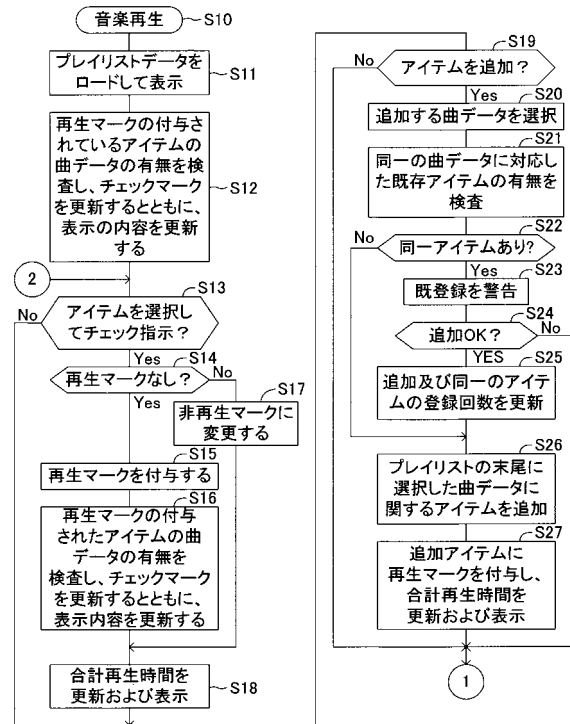 音楽再生
S10
プレイリストデータを
ロードして表示
S11
再生マークの付与さ
れているアイテムの
曲データの有無を検
査し、チェックマーク
を更新するとともに、
表示の内容を更新
する
S12
2
S13
No
アイテムを選択し
てチェック指示?
Yes
S14
再生マークなし?
No
Yes
S17
非再生マークに
変更する
S15
再生マークを付与する
S16
再生マークの付与
されたアイテムの曲
データの有無を
検査し、チェックマーク
を更新するとともに、
表示内容を更新する
合計再生時間を
更新および表示
S18
S19
No
アイテムを追加?
Yes
S20
追加する曲データを選択
S21
同一の曲データに対応し
た既存アイテムの有無を
検査
S22
No
同一アイテムあり?
Yes
S23
既登録を警告
S24
追加OK?
No
YES
S25
追加及び同一のアイテ
ムの登録回数を更新
S26
プレイリストの末尾に
選択した曲データに
関するアイテムを追加
S27
追加アイテムに
再生マークを付与し、
合計再生時間を
更新および表示
1